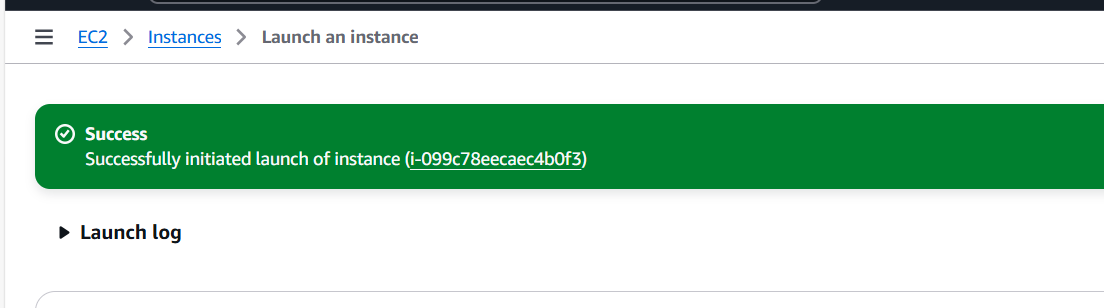 EC2 > Instances > Launch an instance
Success
Successfully initiated launch of instance (i-099c78eecaec4b0f3)
Launch log